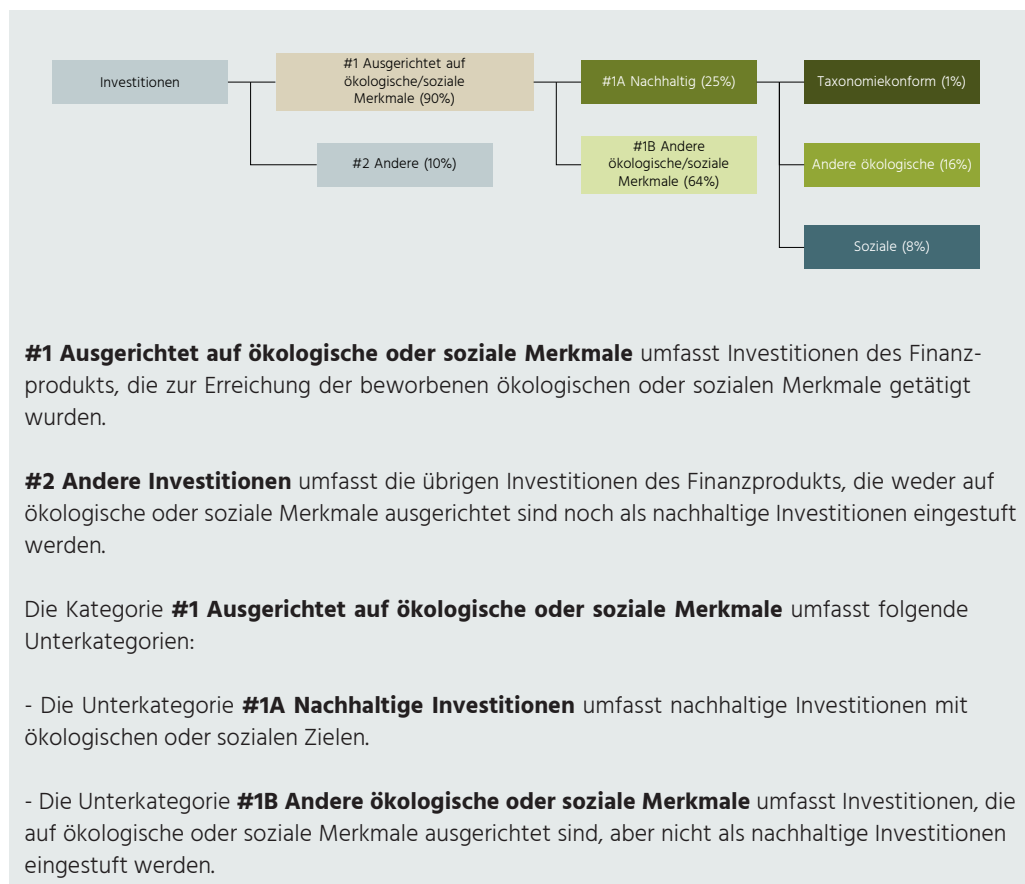 Investitionen
#1 Ausgerichtet auf
ökologische/soziale
Merkmale (90%)
#1A Nachhaltig (25%)
Taxonomiekonform (1%)
#2 Andere (10%)
#1B Andere
ökologische/soziale
Merkmale (64%)
Andere ökologische (16%)
Soziale (8%)
#1 Ausgerichtet auf ökologische oder soziale Merkmale umfasst Investitionen des Finanz-
produkts, die zur Erreichung der beworbenen ökologischen oder sozialen Merkmale getätigt
wurden.
#2 Andere Investitionen umfasst die übrigen Investitionen des Finanzprodukts, die weder auf
ökologische oder soziale Merkmale ausgerichtet sind noch als nachhaltige Investitionen eingestuft
werden.
Die Kategorie #1 Ausgerichtet auf ökologische oder soziale Merkmale umfasst folgende
Unterkategorien:
- Die Unterkategorie #1A Nachhaltige Investitionen umfasst nachhaltige Investitionen mit
ökologischen oder sozialen Zielen.
- Die Unterkategorie #1B Andere ökologische oder soziale Merkmale umfasst Investitionen, die
auf ökologische oder soziale Merkmale ausgerichtet sind, aber nicht als nachhaltige Investitionen
eingestuft werden.